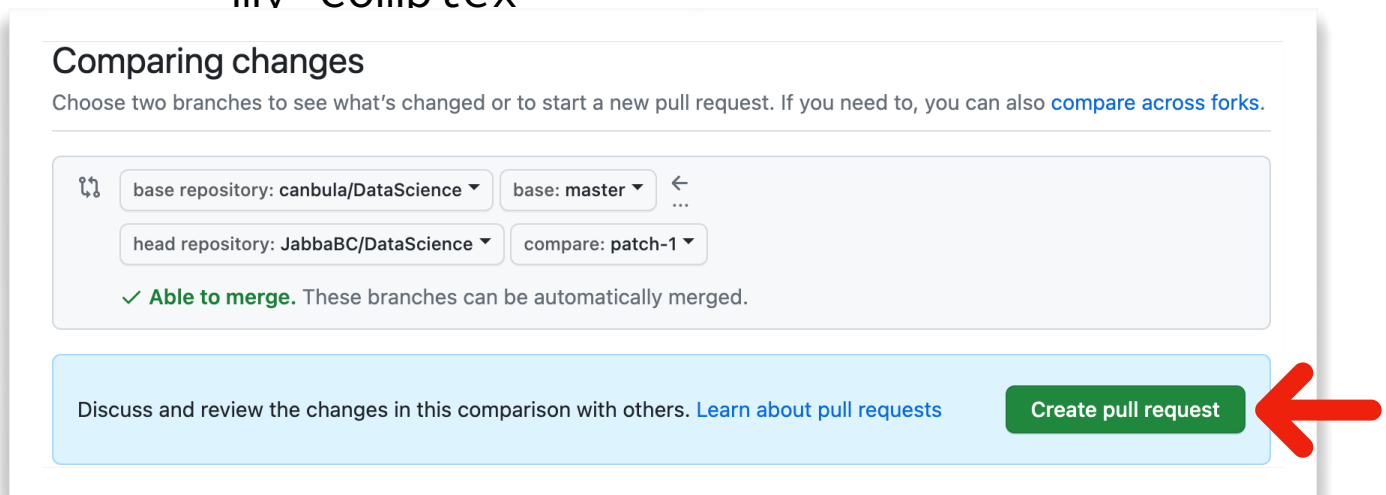 Comparing changes
Choose two branches to see what's changed or to start a new pull request. If you need to, you can also compare across forks.
base repository: canbula/DataScience base: master
...
head repository: JabbaBC/DataScience compare: patch-1
Able to merge. These branches can be automatically merged.
Discuss and review the changes in this comparison with others. Learn about pull requests
Create pull request